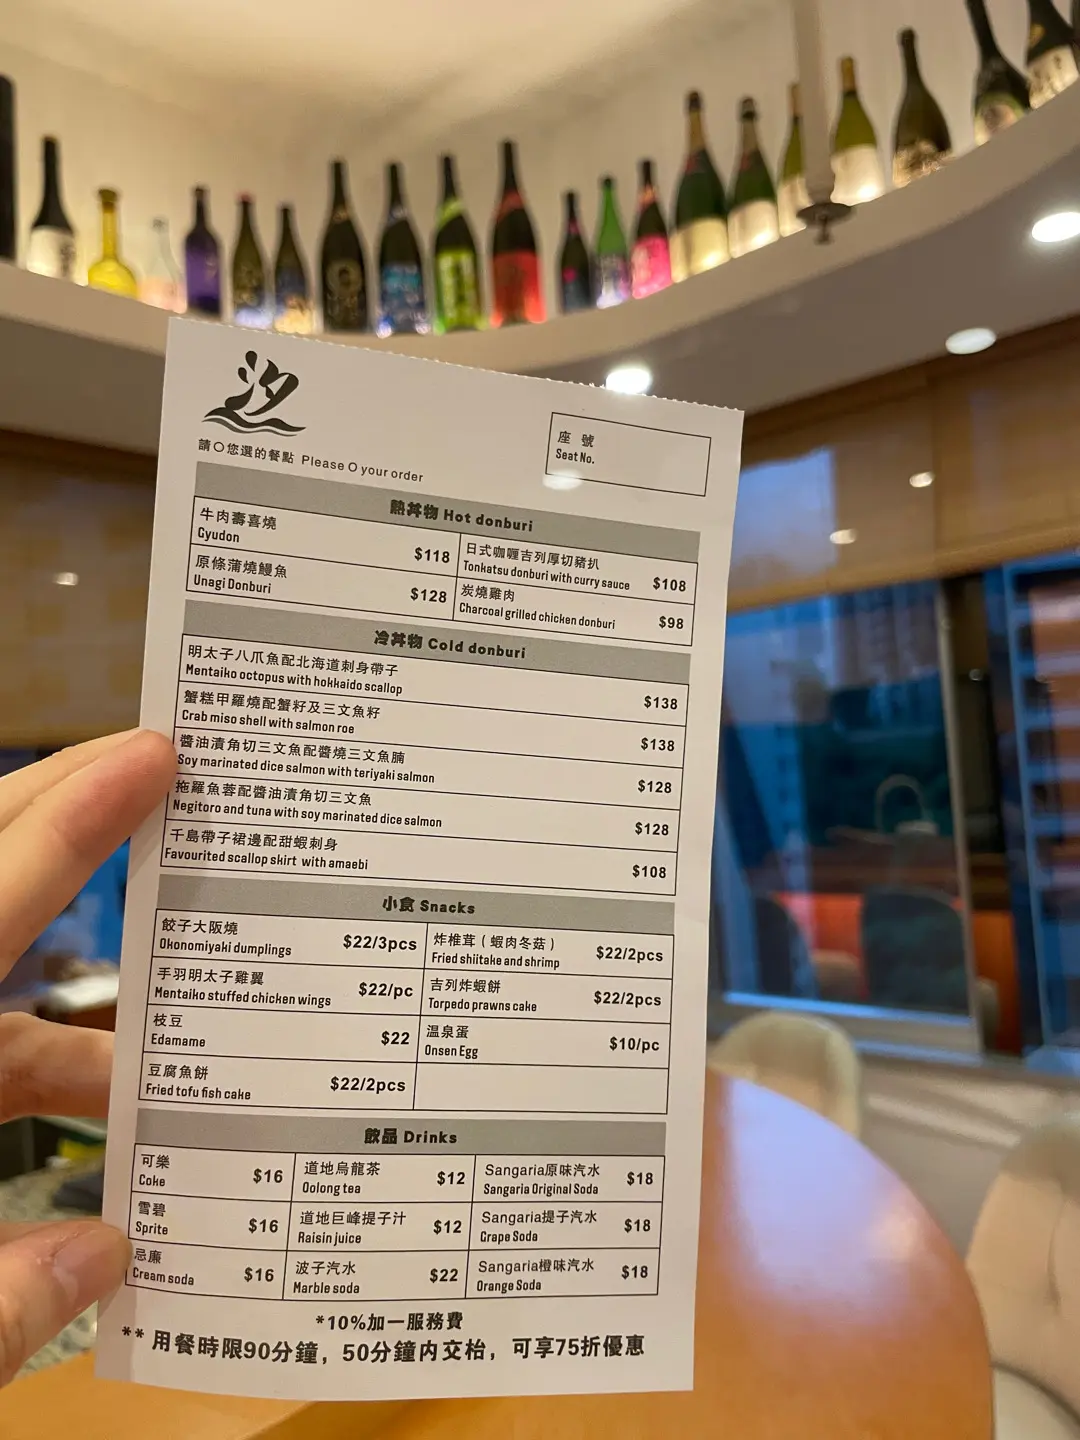 汐
請○您選的餐點 Please O your order
座 號
Seat No.
熱丼物 Hot donburi
牛肉壽喜燒
Gyudon
$118
日式咖喱吉列厚切豬扒
Tonkatsu donburi with curry sauce
$108
原條蒲燒鰻魚
Unagi Donburi
$128
炭燒雞肉
Charcoal grilled chicken donburi
$98
冷丼物 Cold donburi
明太子八爪魚配北海道刺身帶子
Mentaiko octopus with hokkaido scallop
$138
蟹糕甲羅燒配蟹籽及三文魚籽
Crab miso shell with salmon roe
$138
醬油漬角切三文魚配醬燒三文魚腩
Soy marinated dice salmon with teriyaki salmon
$128
拖羅魚蓉配醬油漬角切三文魚
Negitoro and tuna with soy marinated dice salmon
$128
千島帶子裙邊配甜蝦刺身
Favourited scallop skirt with amaebi
$108
小食 Snacks
餃子大阪燒
Okonomiyaki dumplings
$22/3pcs
炸椎茸（蝦肉冬菇）
Fried shiitake and shrimp
$22/2pcs
手羽明太子雞翼
Mentaiko stuffed chicken wings
$22/pc
吉列炸蝦餅
Torpedo prawns cake
$22/2pcs
枝豆
Edamame
$22
溫泉蛋
Onsen Egg
$10/pc
豆腐魚餅
Fried tofu fish cake
$22/2pcs
飲品 Drinks
可樂
Coke
$16
道地烏龍茶
Oolong tea
$12
Sangaria原味汽水
Sangaria Original Soda
$18
雪碧
Sprite
$16
道地巨峰提子汁
Raisin juice
$12
Sangaria提子汽水
Grape Soda
$18
忌廉
Cream soda
$16
波子汽水
Marble soda
$22
Sangaria橙味汽水
Orange Soda
$18
*10%加一服務費
** 用餐時限90分鐘，50分鐘内交枱，可享75折優惠